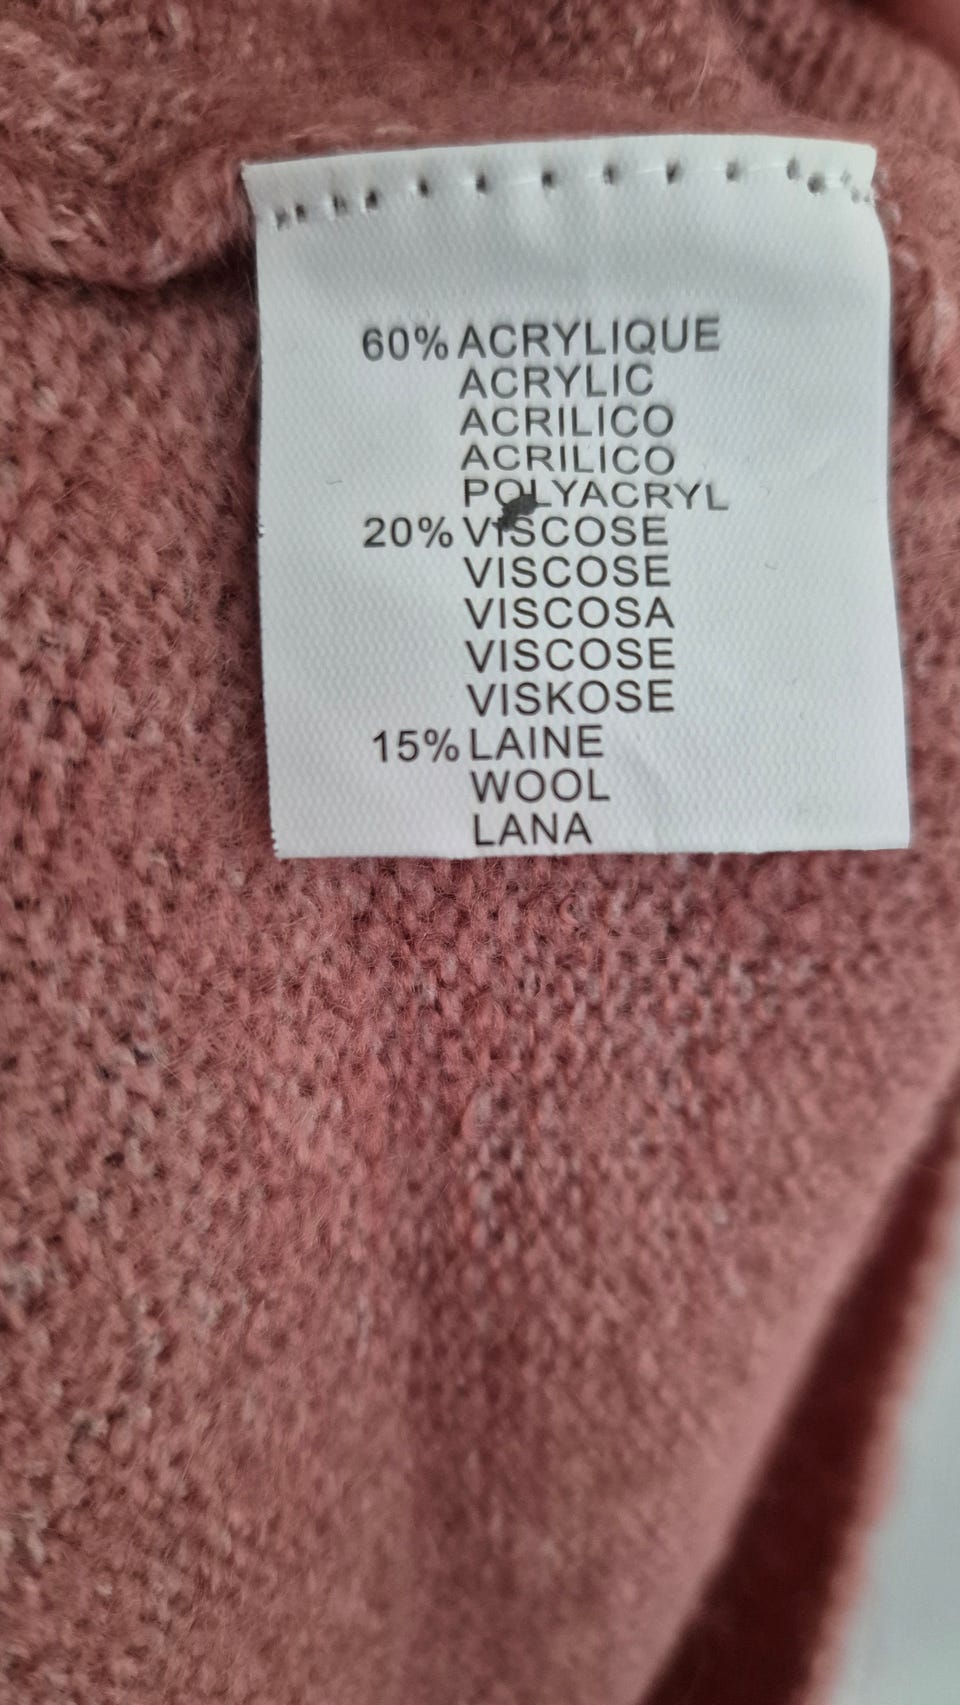 60% ACRYLIQUE
ACRYLIC
ACRILICO
ACRILICO
POLYACRYL
20% VISCOSE
VISCOSE
VISCOSA
VISCOSE
VISKOSE
15% LAINE
WOOL
LANA